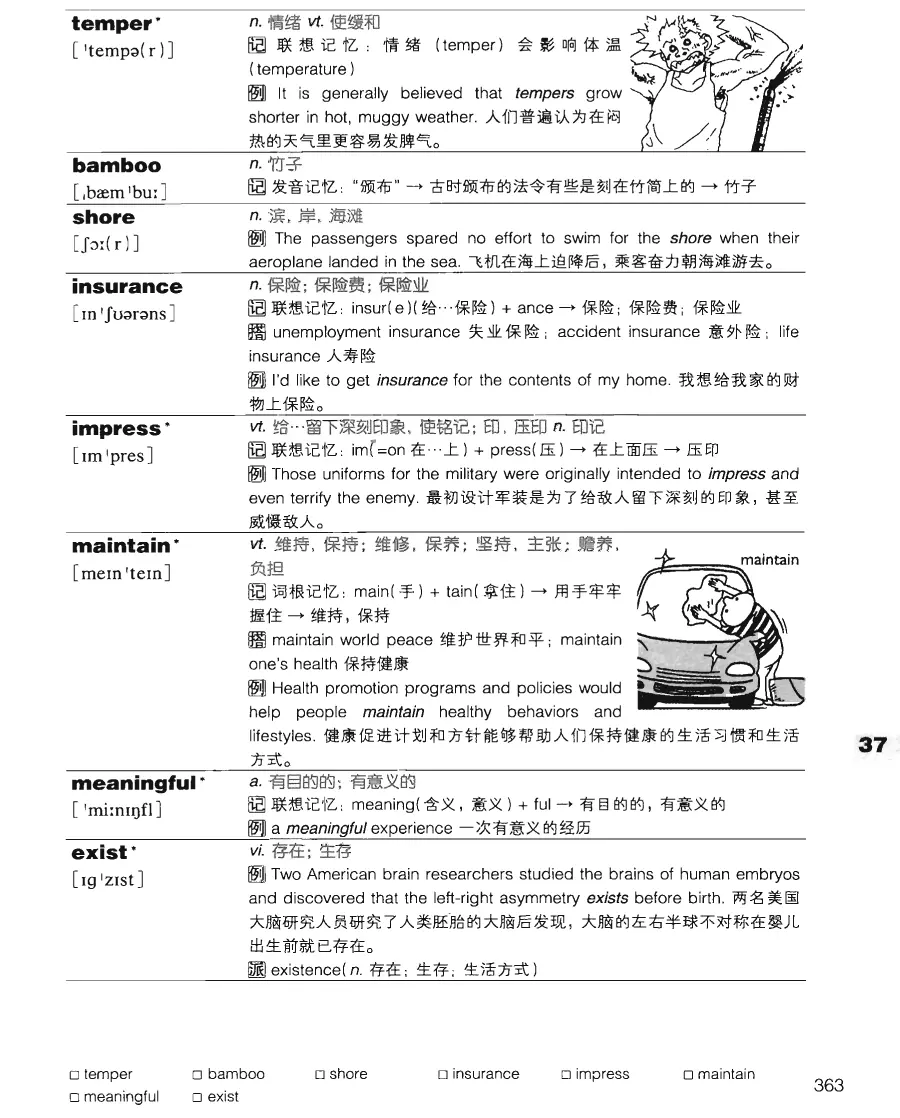 temper*
n. 情绪 vt. 使缓和
[ˈtempə(r)]
记 联想记忆：情绪（temper）会影响体温
（temperature）
例 It is generally believed that tempers grow
shorter in hot, muggy weather. 人们普遍认为在闷
热的天气里更容易发脾气。
bamboo
n. 竹子
[ˌbæmˈbuː]
记 发音记忆：“颁布” → 古时颁布的法令有些是刻在竹简上的 → 竹子
shore
n. 滨, 岸, 海滩
[ʃɔː(r)]
例 The passengers spared no effort to swim for the shore when their
aeroplane landed in the sea. 飞机在海上迫降后，乘客奋力朝海滩游去。
insurance
n. 保险；保险费；保险业
[ɪnˈʃʊərəns]
记 联想记忆：insur(e)(给…保险) + ance → 保险；保险费；保险业
搭 unemployment insurance 失业保险；accident insurance 意外险；life
insurance 人寿险
例 I'd like to get insurance for the contents of my home. 我想给我家的财
物上保险。
impress*
vt. 给…留下深刻印象, 使铭记；印, 压印 n. 印记
[ɪmˈpres]
记 联想记忆：im(=on 在…上) + press(压) → 在上面压 → 压印
例 Those uniforms for the military were originally intended to impress and
even terrify the enemy. 最初设计军装是为了给敌人留下深刻的印象，甚至
威慑敌人。
maintain*
vt. 维持, 保持；维修, 保养；坚持, 主张；赡养,
负担
[meɪnˈteɪn]
记 词根记忆：main(手) + tain(拿住) → 用手牢牢
握住 → 维持，保持
搭 maintain world peace 维护世界和平；maintain
one's health 保持健康
例 Health promotion programs and policies would
help people maintain healthy behaviors and
lifestyles. 健康促进计划和方针能够帮助人们保持健康的生活习惯和生活
方式。
maintain
37
meaningful*
a. 有目的的；有意义的
[ˈmiːnɪŋfl]
记 联想记忆：meaning(含义，意义) + ful → 有目的的，有意义的
例 a meaningful experience 一次有意义的经历
exist*
vi. 存在；生存
[ɪɡˈzɪst]
例 Two American brain researchers studied the brains of human embryos
and discovered that the left-right asymmetry exists before birth. 两名美国
大脑研究人员研究了人类胚胎的大脑后发现，大脑的左右半球不对称在婴儿
出生前就已存在。
派 existence(n. 存在；生存；生活方式)
□ temper □ bamboo □ shore □ insurance □ impress □ maintain
□ meaningful □ exist
363